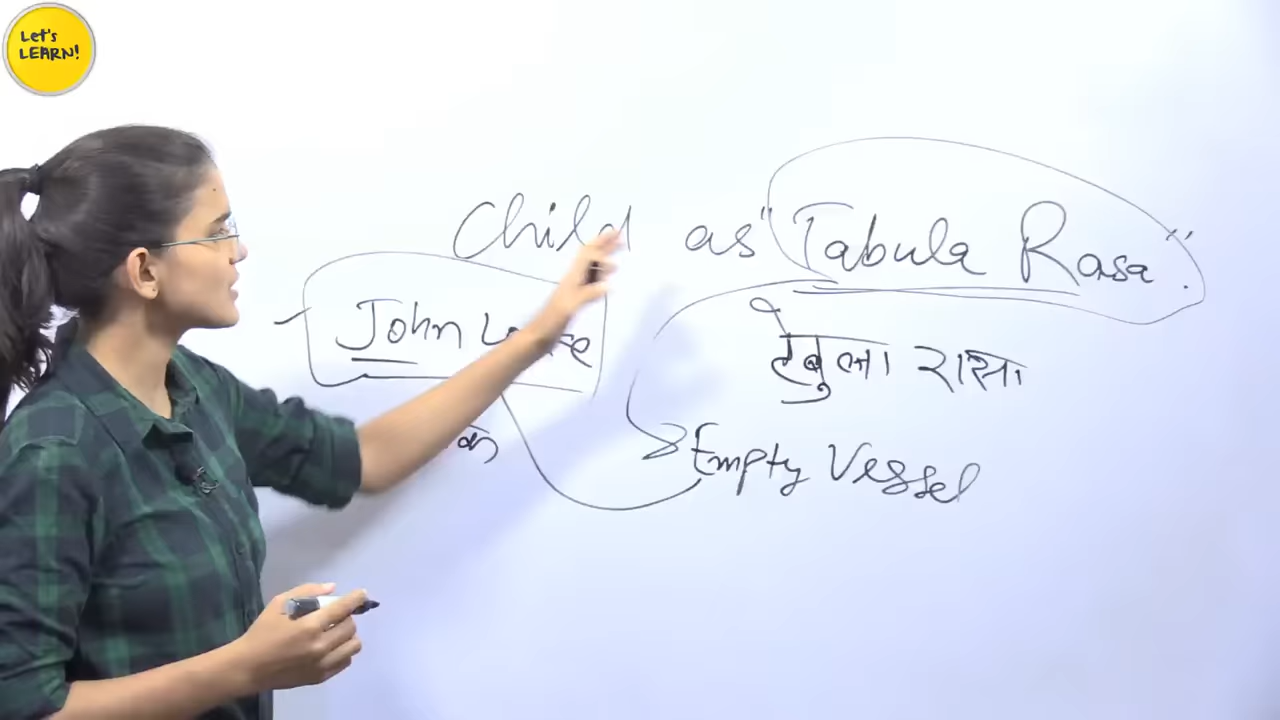 Let's
LEARN!
Child as "Tabula Rasa".
John
टेबुला रासा
Empty Vessel